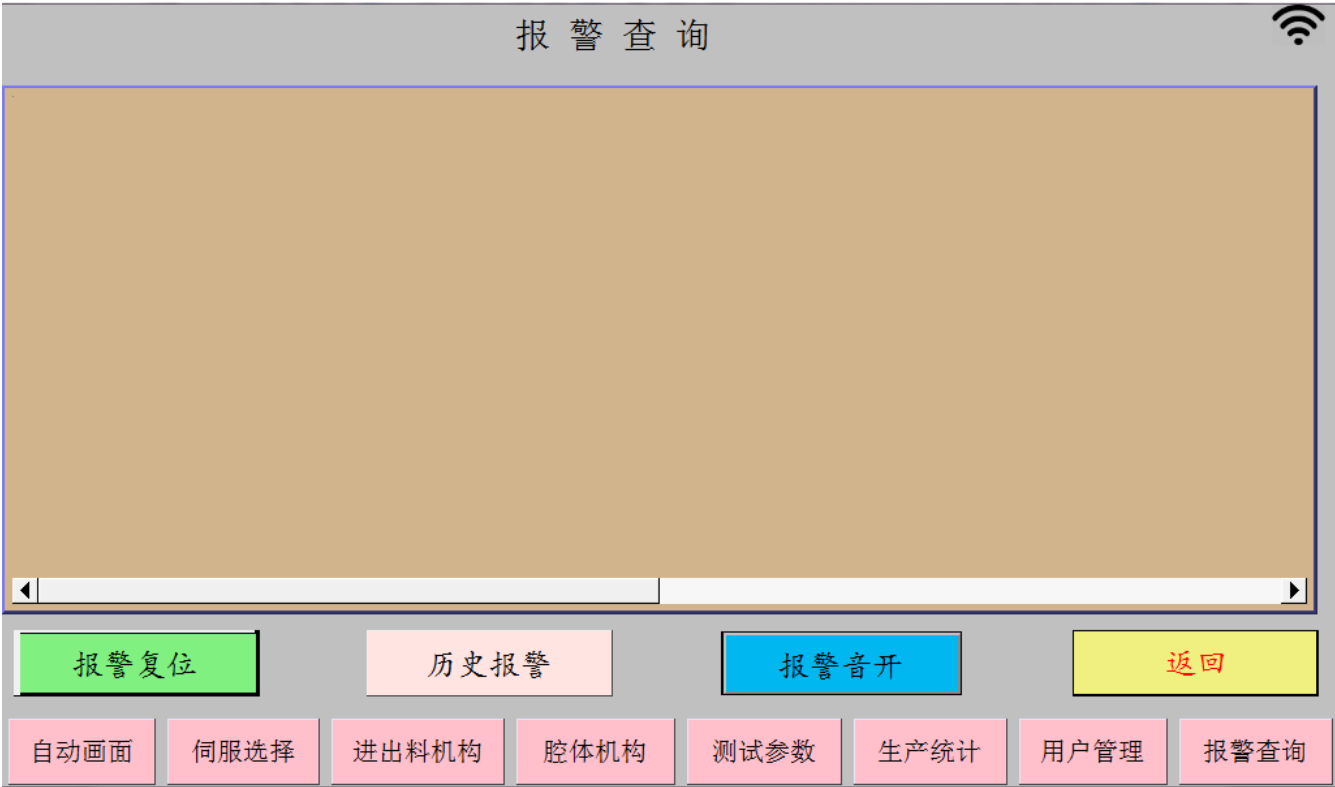 报警查询
报警复位 历史报警 报警音开 返回
自动画面 伺服选择 进出料机构 腔体机构 测试参数 生产统计 用户管理 报警查询